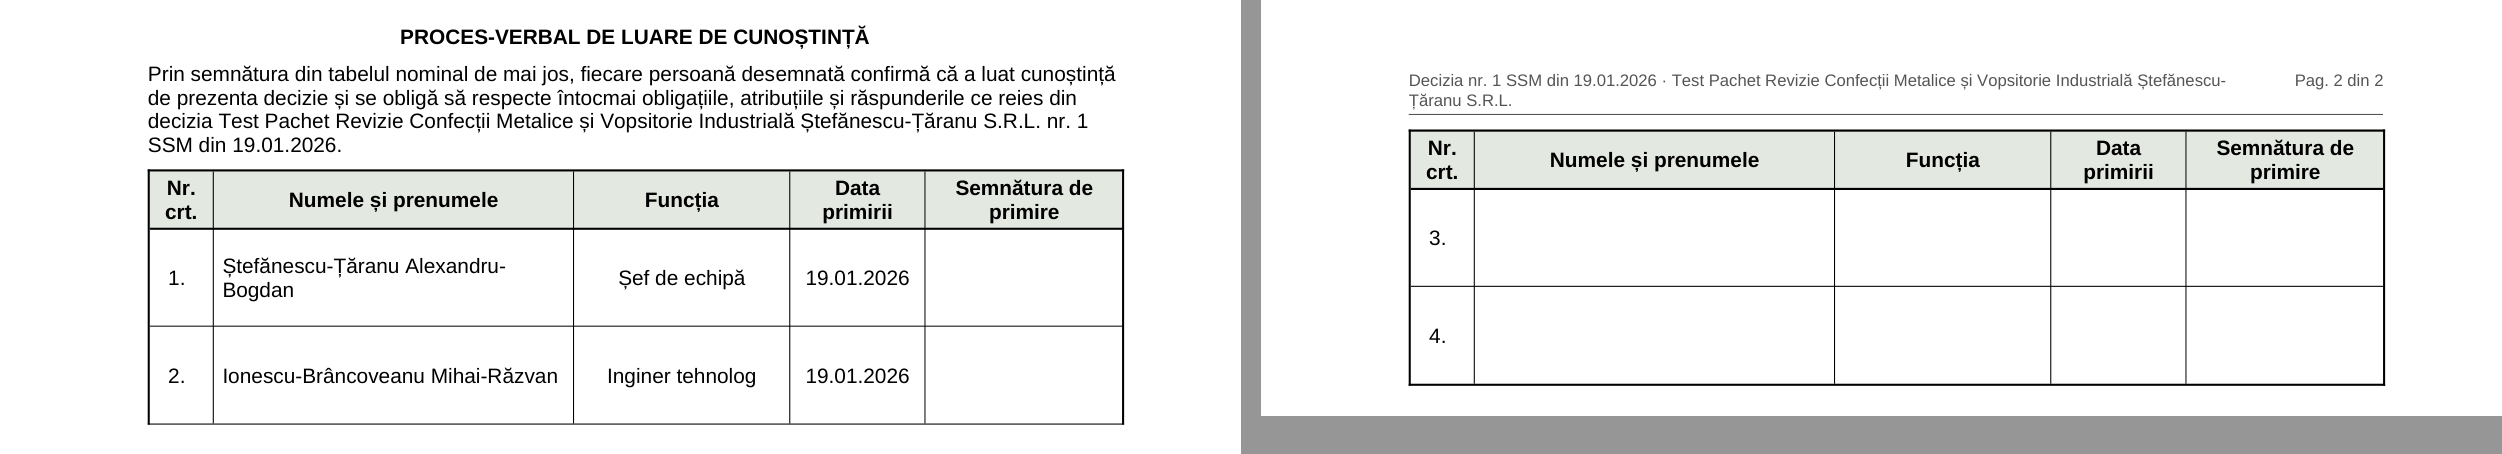 PROCES-VERBAL DE LUARE DE CUNOȘTINȚĂ
Prin semnătura din tabelul nominal de mai jos, fiecare persoană desemnată confirmă că a luat cunoștință
de prezenta decizie și se obligă să respecte întocmai obligațiile, atribuțiile și răspunderile ce reies din
decizia Test Pachet Revizie Confecții Metalice și Vopsitorie Industrială Ștefănescu-Țăranu S.R.L. nr. 1
SSM din 19.01.2026.
Nr. crt. Numele și prenumele Funcția Data primirii Semnătura de primire
1. Ștefănescu-Țăranu Alexandru-Bogdan Șef de echipă 19.01.2026
2. Ionescu-Brâncoveanu Mihai-Răzvan Inginer tehnolog 19.01.2026
Decizia nr. 1 SSM din 19.01.2026 · Test Pachet Revizie Confecții Metalice și Vopsitorie Industrială Ștefănescu- Pag. 2 din 2
Țăranu S.R.L.
Nr. crt. Numele și prenumele Funcția Data primirii Semnătura de primire
3.
4.